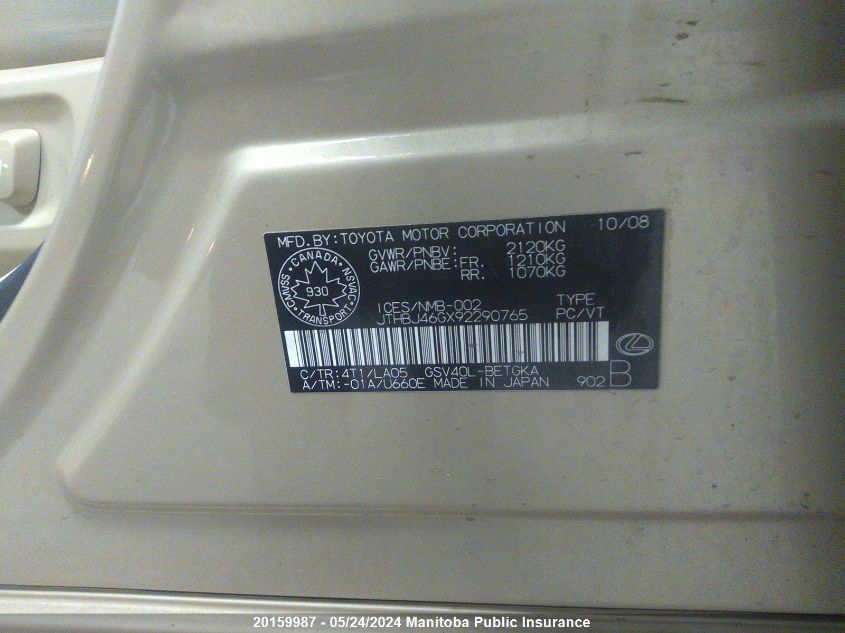 MFD. BY: TOYOTA MOTOR CORPORATION 10/08
GVWR/PNBV: 2120KG
GAWR/PNBE: FR. 1210KG
RR. 1070KG
CANADA
CMVSS NSVAC
930
TRANSPORT
ICES/NMB-002 TYPE
JTHBJ46GX92290765 PC/VT
C/TR: 4T1/LA05 GSV40L-BETGKA
A/TM: -01A/U660E MADE IN JAPAN 902 B
20159987 - 05/24/2024 Manitoba Public Insurance